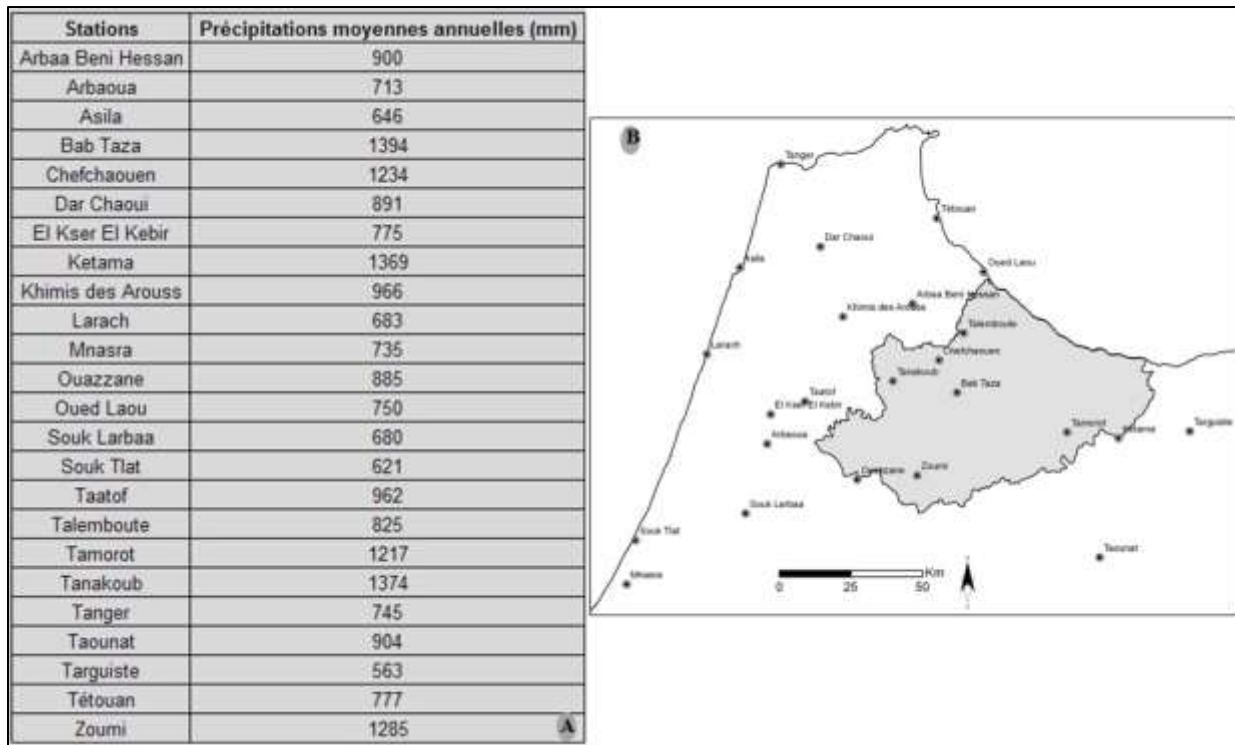 Stations Précipitations moyennes annuelles (mm)
Arbaa Beni Hessan 900
Arbaoua 713
Asila 646
Bab Taza 1394
Chefchaouen 1234
Dar Chaoui 891
El Kser El Kebir 775
Ketama 1369
Khimis des Arouss 966
Larach 683
Mnasra 735
Ouazzane 885
Oued Laou 750
Souk Larbaa 680
Souk Tlat 621
Taatof 962
Talemboute 825
Tamorot 1217
Tanakoub 1374
Tanger 745
Taounat 904
Targuiste 563
Tétouan 777
Zoumi 1285
A
B
Tanger
Tétouan
Dar Chaoui
Asila
Oued Laou
Arbaa Beni Hessan
Khimis des Arouss
Talemboute
Larach
Chefchaouen
Tanakoub
Bab Taza
Taatof
El Kser El Kebir
Arbaoua
Tamorot
Ketama
Targuiste
Ouazzane
Zoumi
Souk Larbaa
Souk Tlat
Taounat
Mnasra
Km
0 25 50